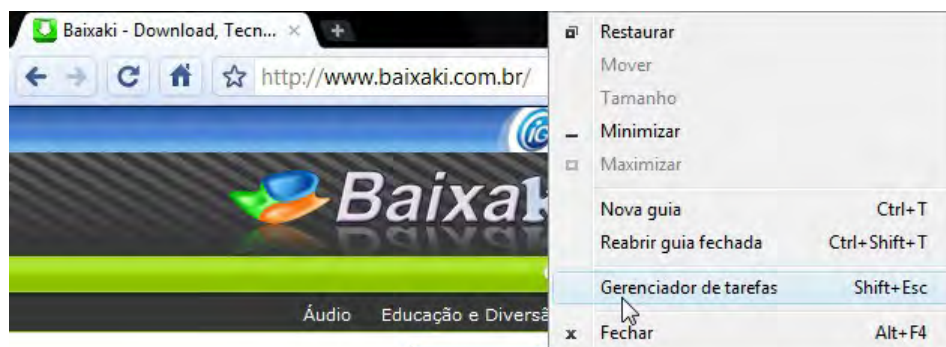 Baixaki - Download, Tecn...
http://www.baixaki.com.br/
iG
Baixak
Áudio Educação e Diversã
Restaurar
Mover
Tamanho
Minimizar
Maximizar
Nova guia Ctrl+T
Reabrir guia fechada Ctrl+Shift+T
Gerenciador de tarefas Shift+Esc
Fechar Alt+F4